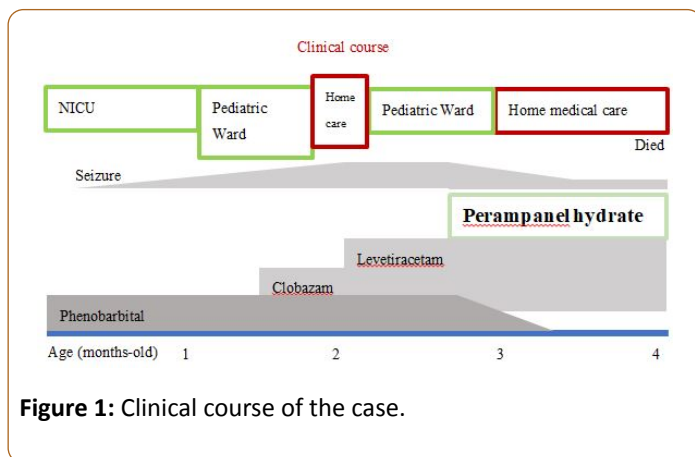 Clinical course
NICU
Pediatric
Ward
Home
care
Pediatric Ward
Home medical care
Died
Seizure
Perampanel hydrate
Levetiracetam
Clobazam
Phenobarbital
Age (months-old) 1 2 3 4
Figure 1: Clinical course of the case.